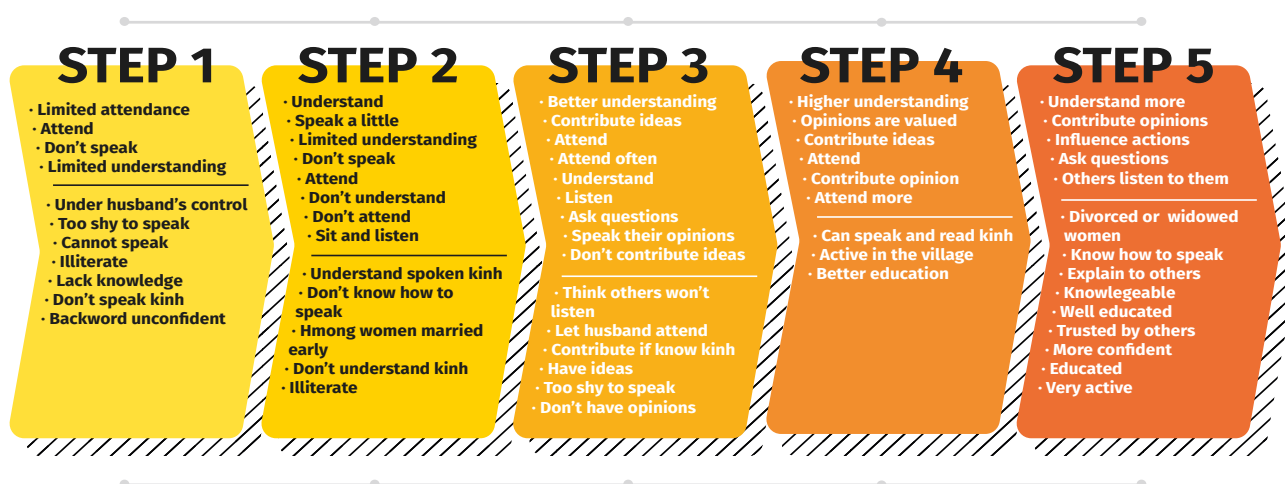 STEP 1
· Limited attendance
· Attend
· Don't speak
· Limited understanding
· Under husband's control
· Too shy to speak
· Cannot speak
· Illiterate
· Lack knowledge
· Don't speak kinh
· Backword unconfident
STEP 2
· Understand
· Speak a little
· Limited understanding
· Don't speak
· Attend
· Don't understand
· Don't attend
· Sit and listen
· Understand spoken kinh
· Don't know how to
speak
· Hmong women married
early
· Don't understand kinh
· Illiterate
STEP 3
· Better understanding
· Contribute ideas
· Attend
· Attend often
· Understand
· Listen
· Ask questions
· Speak their opinions
· Don't contribute ideas
· Think others won't
listen
· Let husband attend
· Contribute if know kinh
· Have ideas
· Too shy to speak
· Don't have opinions
STEP 4
· Higher understanding
· Opinions are valued
· Contribute ideas
· Attend
· Contribute opinion
· Attend more
· Can speak and read kinh
· Active in the village
· Better education
STEP 5
· Understand more
· Contribute opinions
· Influence actions
· Ask questions
· Others listen to them
· Divorced or widowed
women
· Know how to speak
· Explain to others
· Knowlegeable
· Well educated
· Trusted by others
· More confident
· Educated
· Very active